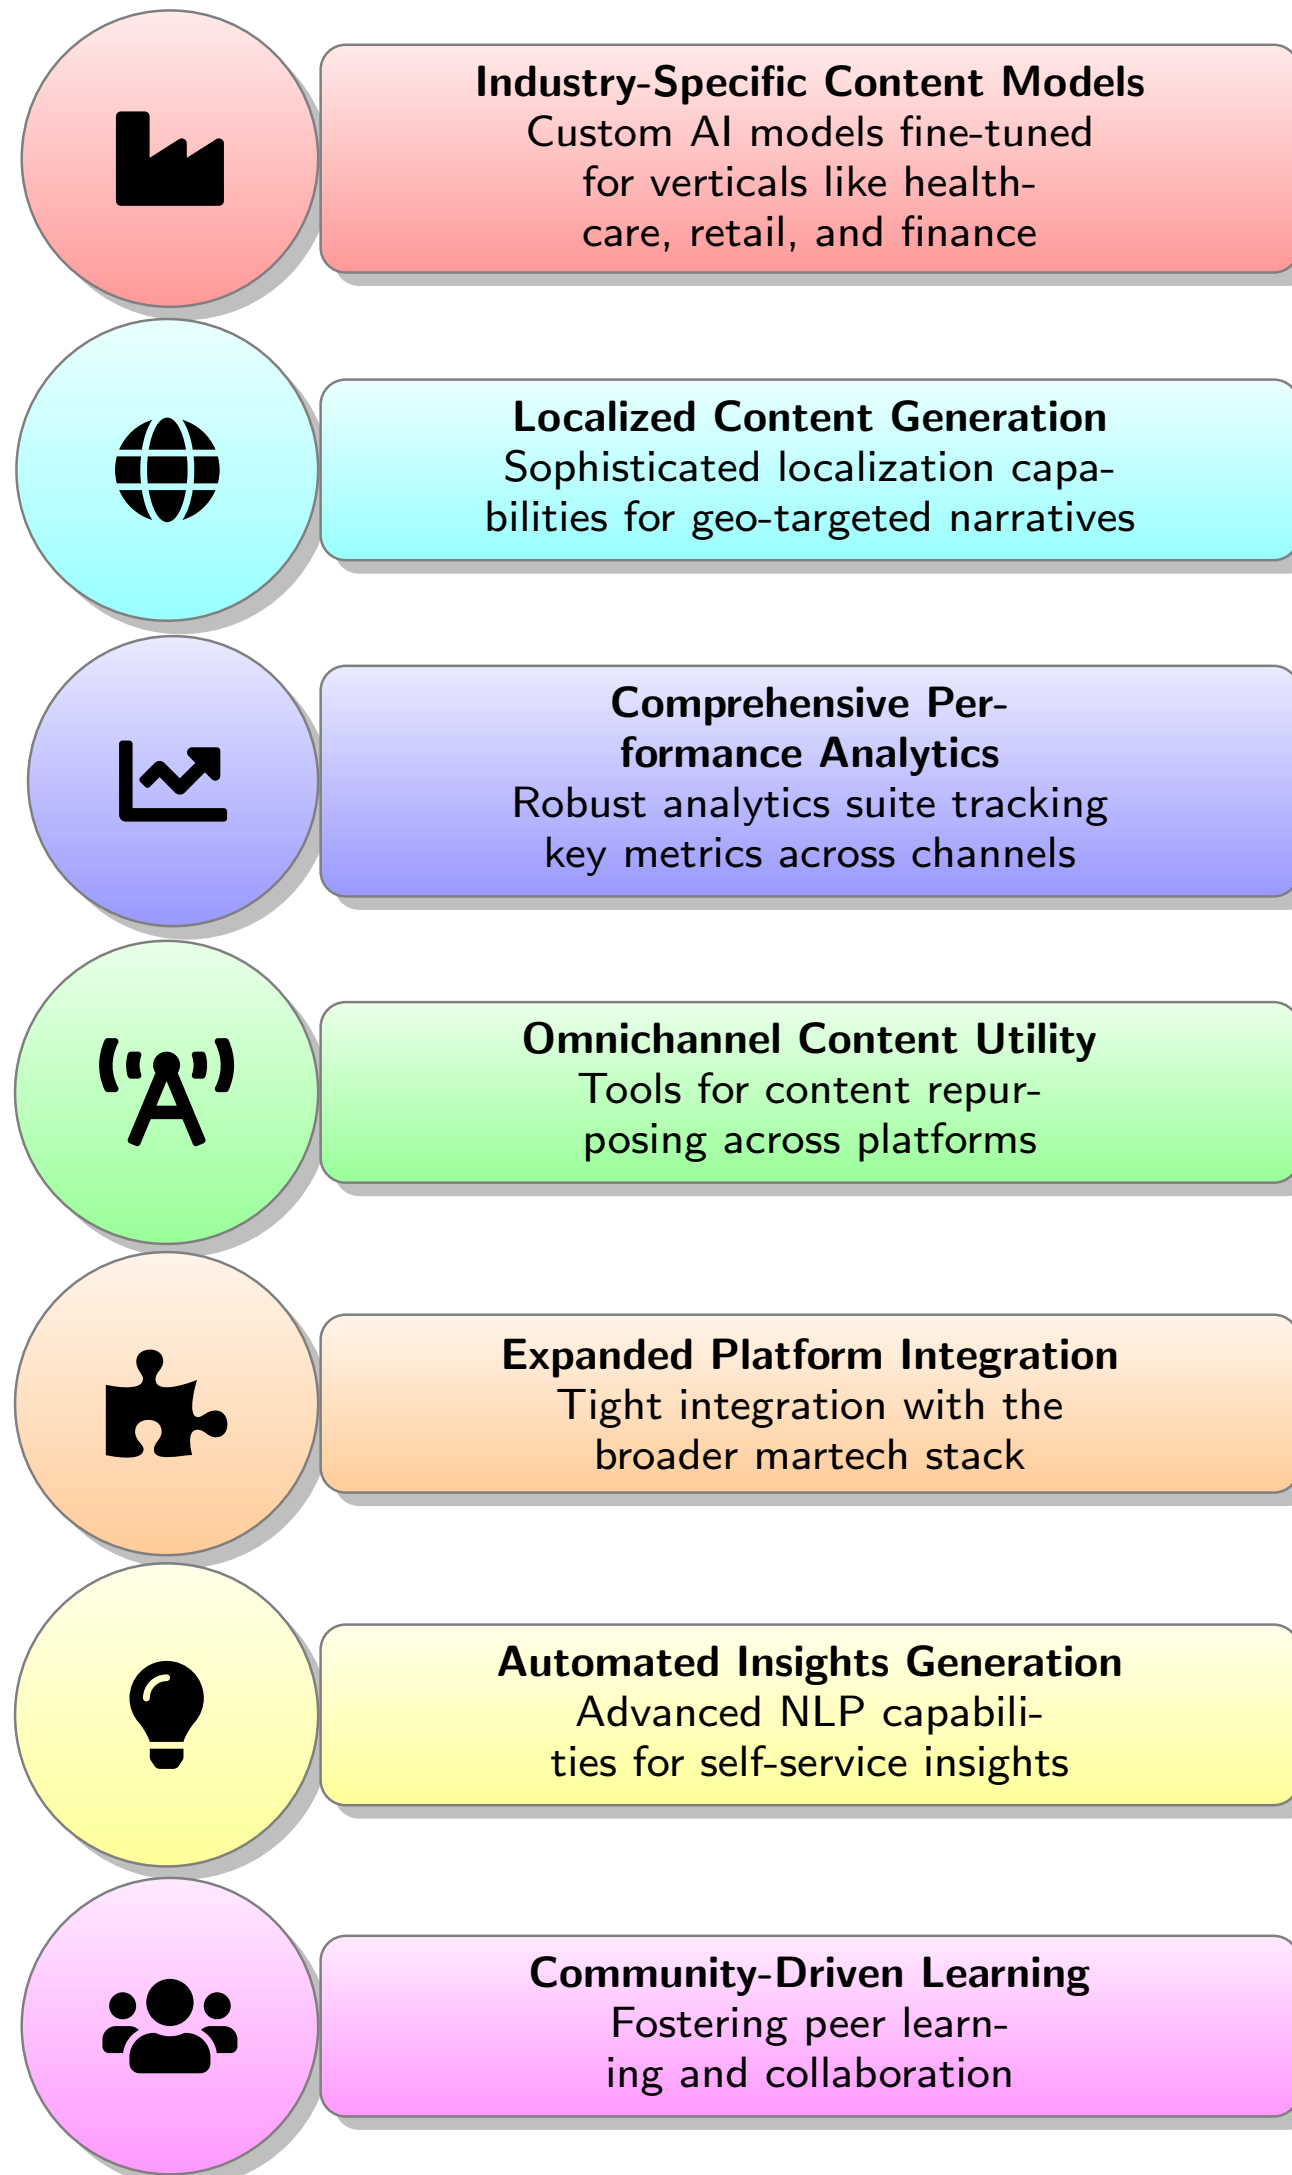 Industry-Specific Content Models
Custom AI models fine-tuned
for verticals like health-
care, retail, and finance
Localized Content Generation
Sophisticated localization capa-
bilities for geo-targeted narratives
Comprehensive Per-
formance Analytics
Robust analytics suite tracking
key metrics across channels
Omnichannel Content Utility
Tools for content repur-
posing across platforms
Expanded Platform Integration
Tight integration with the
broader martech stack
Automated Insights Generation
Advanced NLP capabili-
ties for self-service insights
Community-Driven Learning
Fostering peer learn-
ing and collaboration